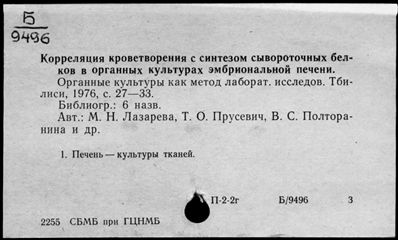 Б
9496
Корреляция кроветворения с синтезом сывороточных бел-
ков в органных культурах эмбриональной печени.
Органные культуры как метод лаборат. исследов. Тби-
лиси, 1976, с. 27—33.
Библиогр.: 6 назв.
Авт.: М. Н. Лазарева, Т. О. Прусевич, В. С. Полтора-
нина и др.
1. Печень — культуры тканей.
П-2-2г Б/9496 3
2255 СБМБ при ГЦНМБ